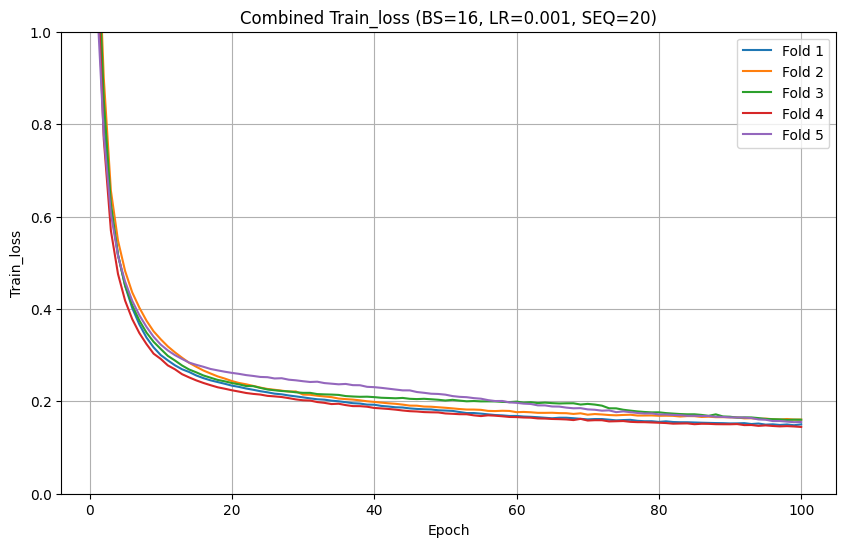 Combined Train_loss (BS=16, LR=0.001, SEQ=20)
1.0
0.8
0.6
0.4
0.2
0.0
Train_loss
Fold 1
Fold 2
Fold 3
Fold 4
Fold 5
0 20 40 60 80 100
Epoch